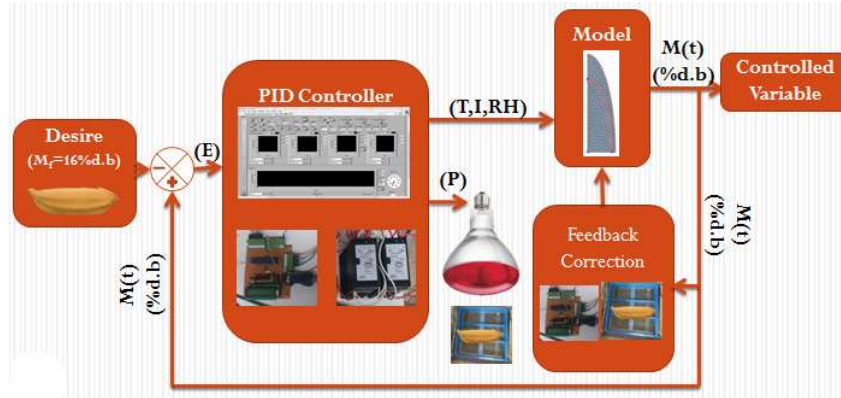 Desire
(Mf=16%d.b)
(E)
PID Controller
(T,I,RH)
(P)
Model
M(t)
(%d.b)
Controlled
Variable
M(t)
(%d.b)
Feedback
Correction
M(t)
(%d.b)